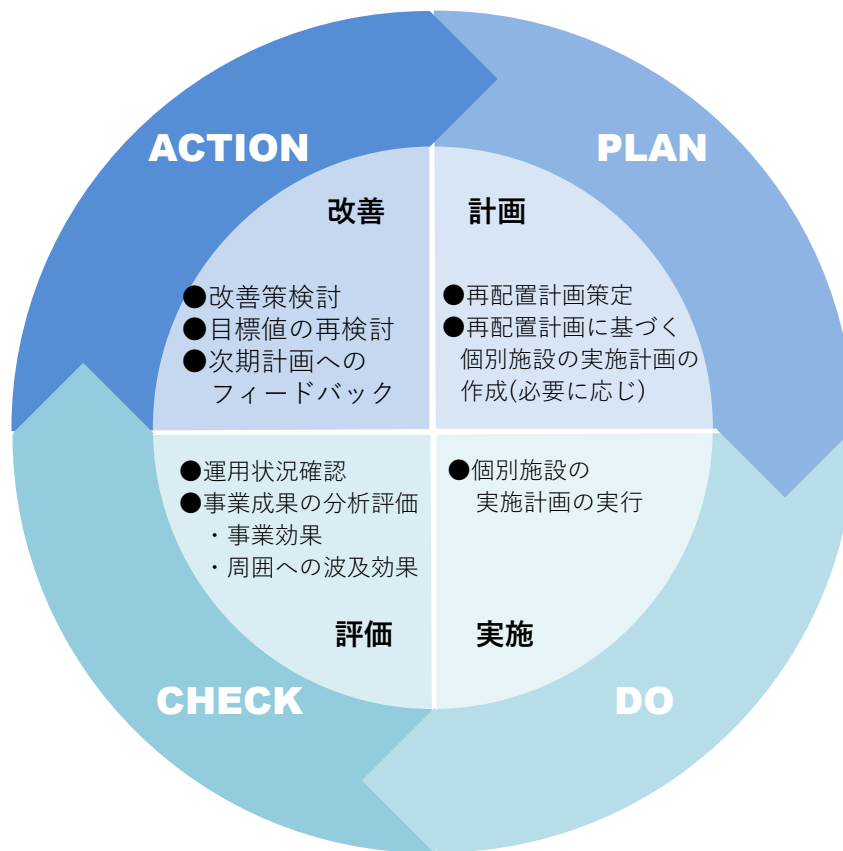 ACTION
改善
●改善策検討
●目標値の再検討
●次期計画への
フィードバック
PLAN
計画
●再配置計画策定
●再配置計画に基づく
個別施設の実施計画の
作成(必要に応じ)
●個別施設の
実施計画の実行
実施
DO
●運用状況確認
●事業成果の分析評価
・事業効果
・周囲への波及効果
評価
CHECK